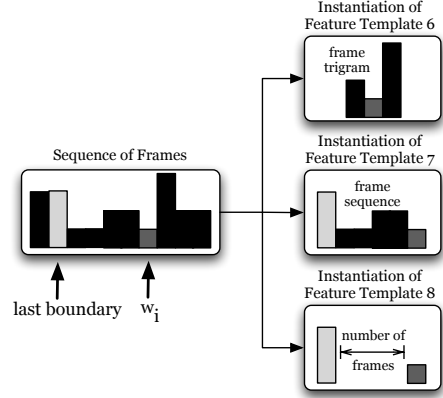 Instantiation of
Feature Template 6
frame
trigram
Sequence of Frames
last boundary
wi
Instantiation of
Feature Template 7
frame
sequence
Instantiation of
Feature Template 8
number of
frames